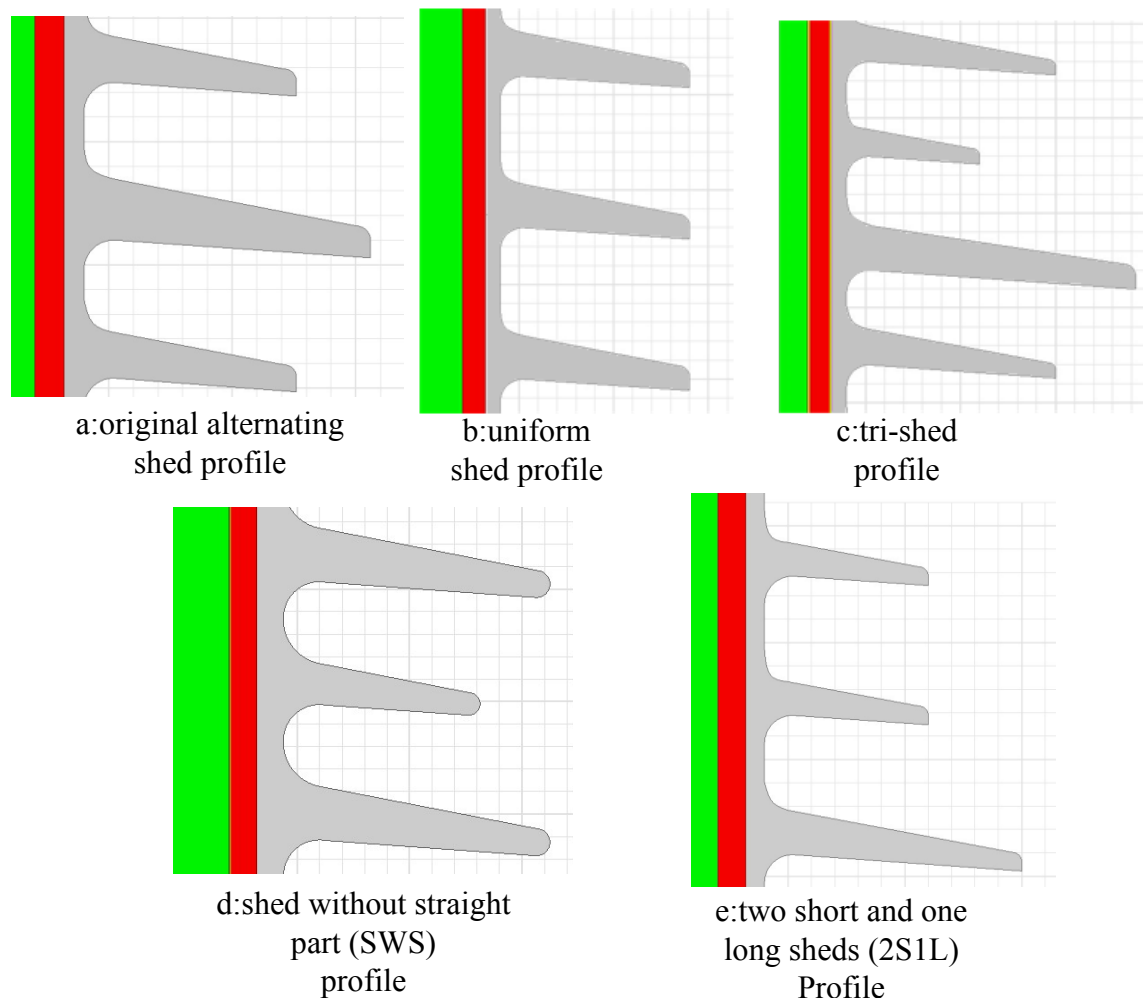 a:original alternating
shed profile
b:uniform
shed profile
c:tri-shed
profile
d:shed without straight
part (SWS)
profile
e:two short and one
long sheds (2S1L)
Profile